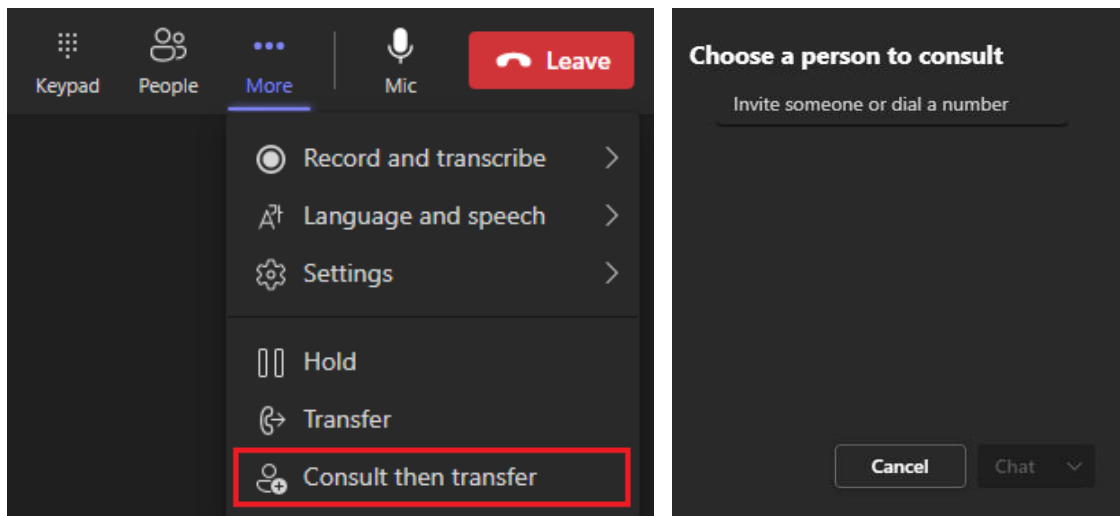 Keypad
People
More
Mic
Leave
Record and transcribe
Language and speech
Settings
Hold
Transfer
Consult then transfer
Choose a person to consult
Invite someone or dial a number
Cancel
Chat